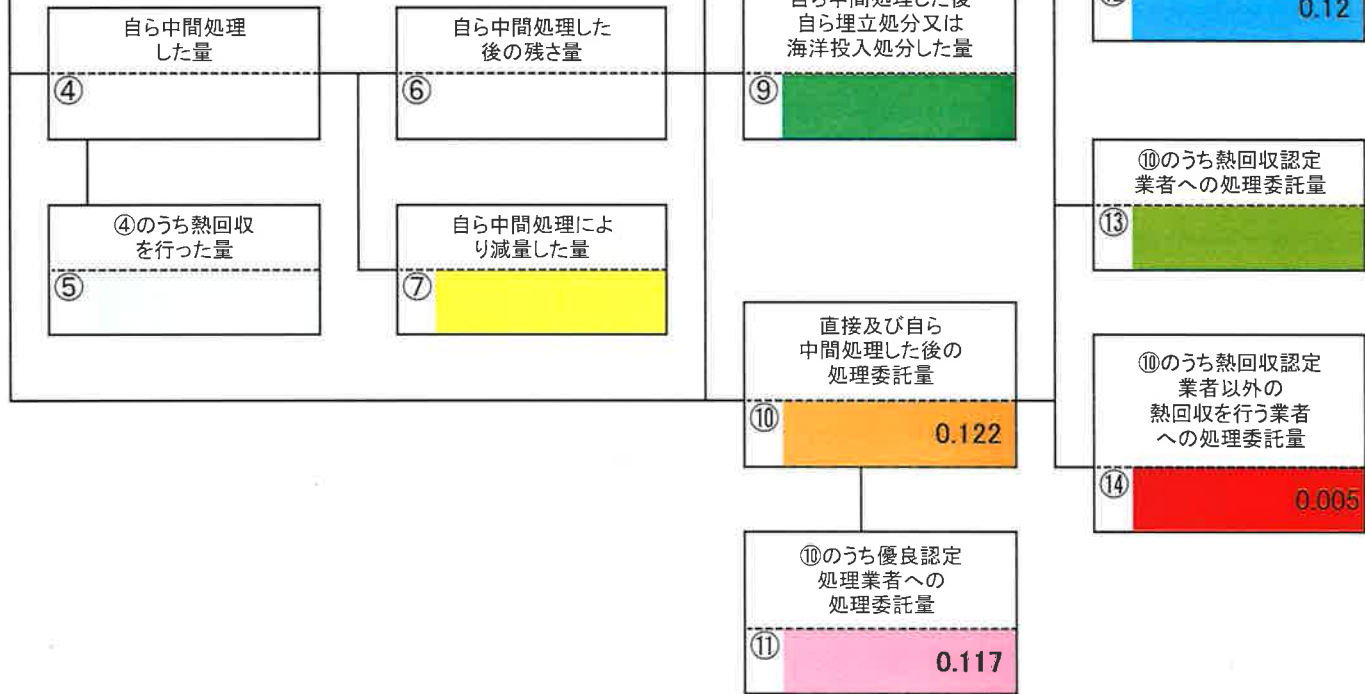 自ら中間処理
した量
④
④のうち熱回収
を行った量
⑤
自ら中間処理した
後の残さ量
⑥
自ら中間処理によ
り減量した量
⑦
自ら中間処理した後
自ら埋立処分又は
海洋投入処分した量
⑨
直接及び自ら
中間処理した後の
処理委託量
⑩
0.122
⑩のうち優良認定
処理業者への
処理委託量
⑪
0.117
0.12
⑩のうち熱回収認定
業者への処理委託量
⑬
⑩のうち熱回収認定
業者以外の
熱回収を行う業者
への処理委託量
⑭
0.005